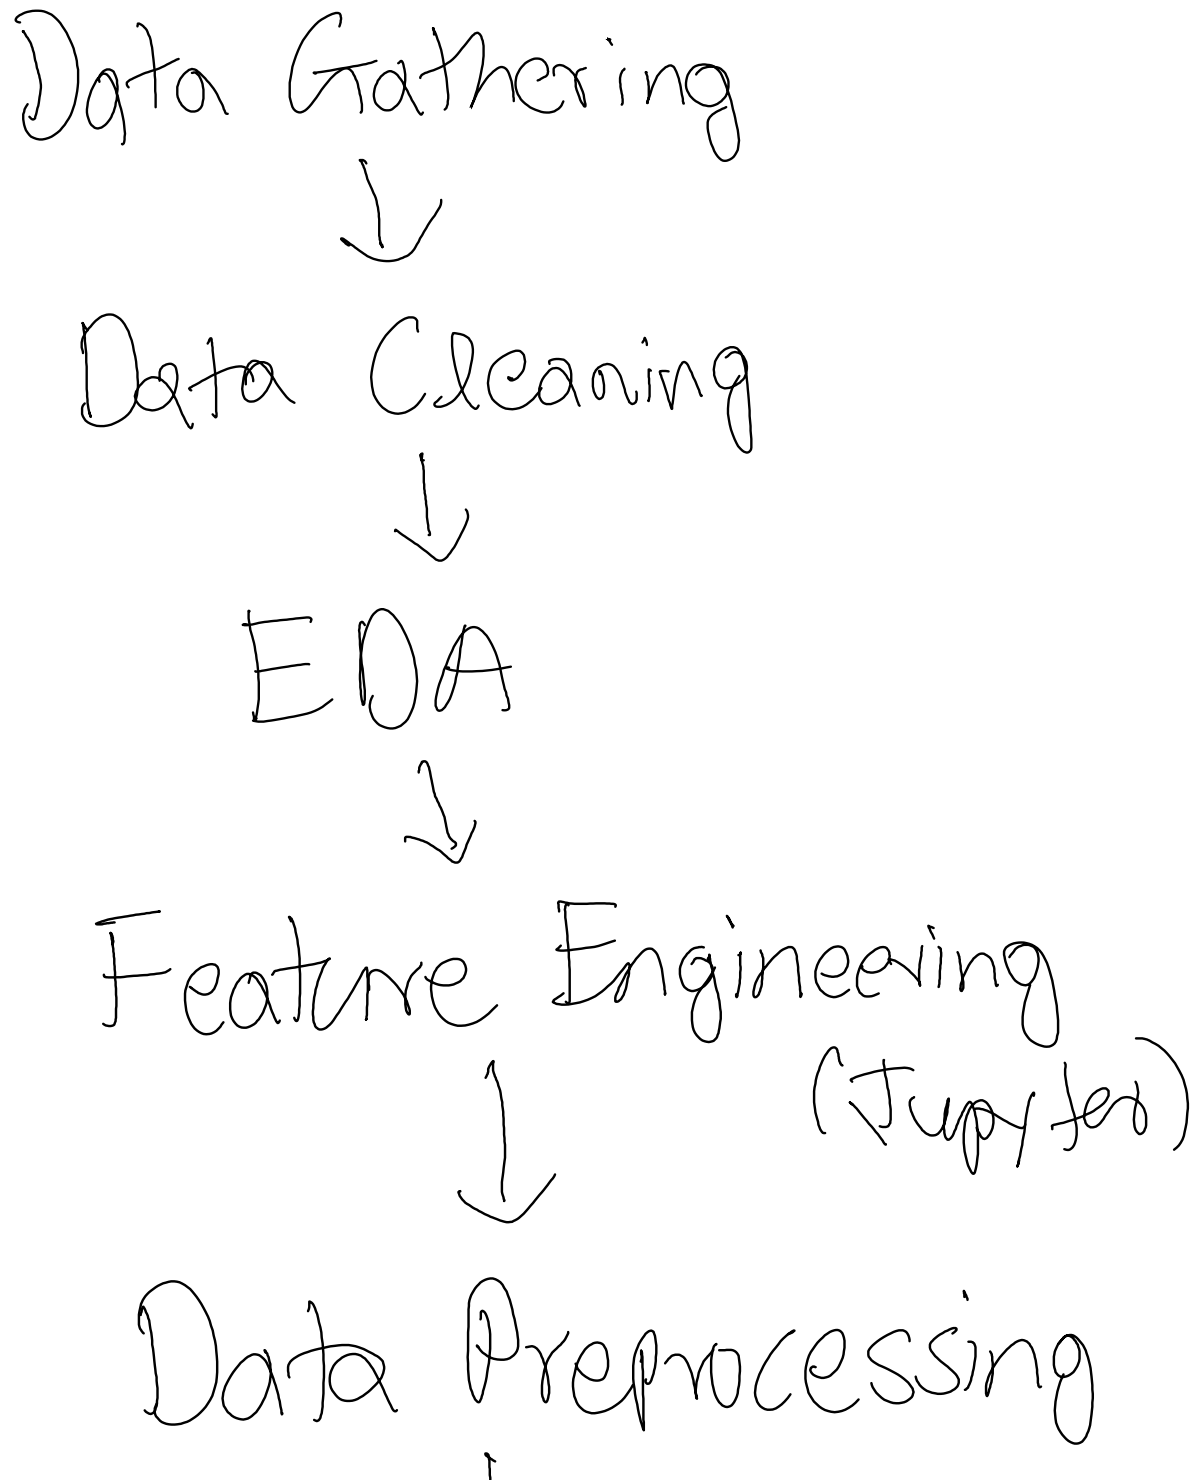 Data Gathering
Data Cleaning
EDA
Feature Engineering
(Jupyter)
Data Preprocessing